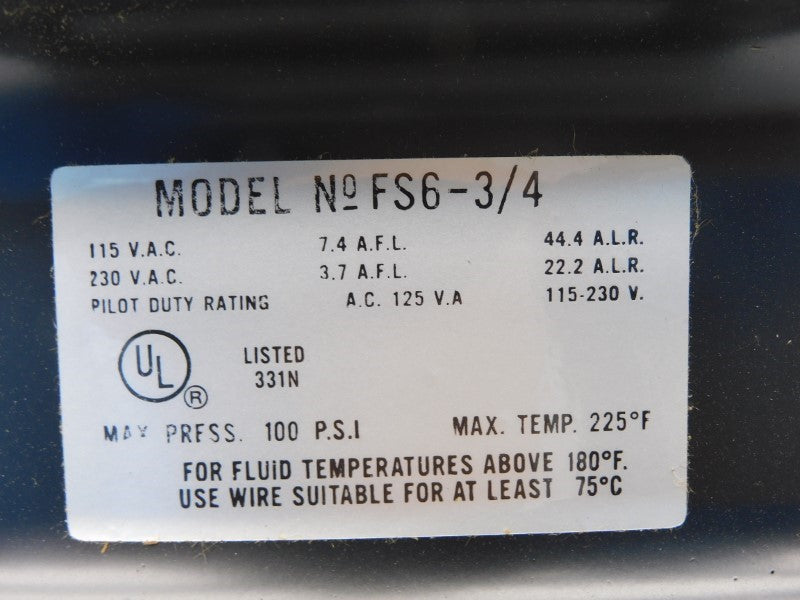 MODEL Nº FS6-3/4
115 V.A.C. 7.4 A.F.L. 44.4 A.L.R.
230 V.A.C. 3.7 A.F.L. 22.2 A.L.R.
PILOT DUTY RATING A.C. 125 V.A 115-230 V.
UL ® LISTED
331N
MAX PRESS. 100 P.S.I MAX. TEMP. 225°F
FOR FLUiD TEMPERATURES ABOVE 180°F.
USE WIRE SUITABLE FOR AT LEAST 75°C